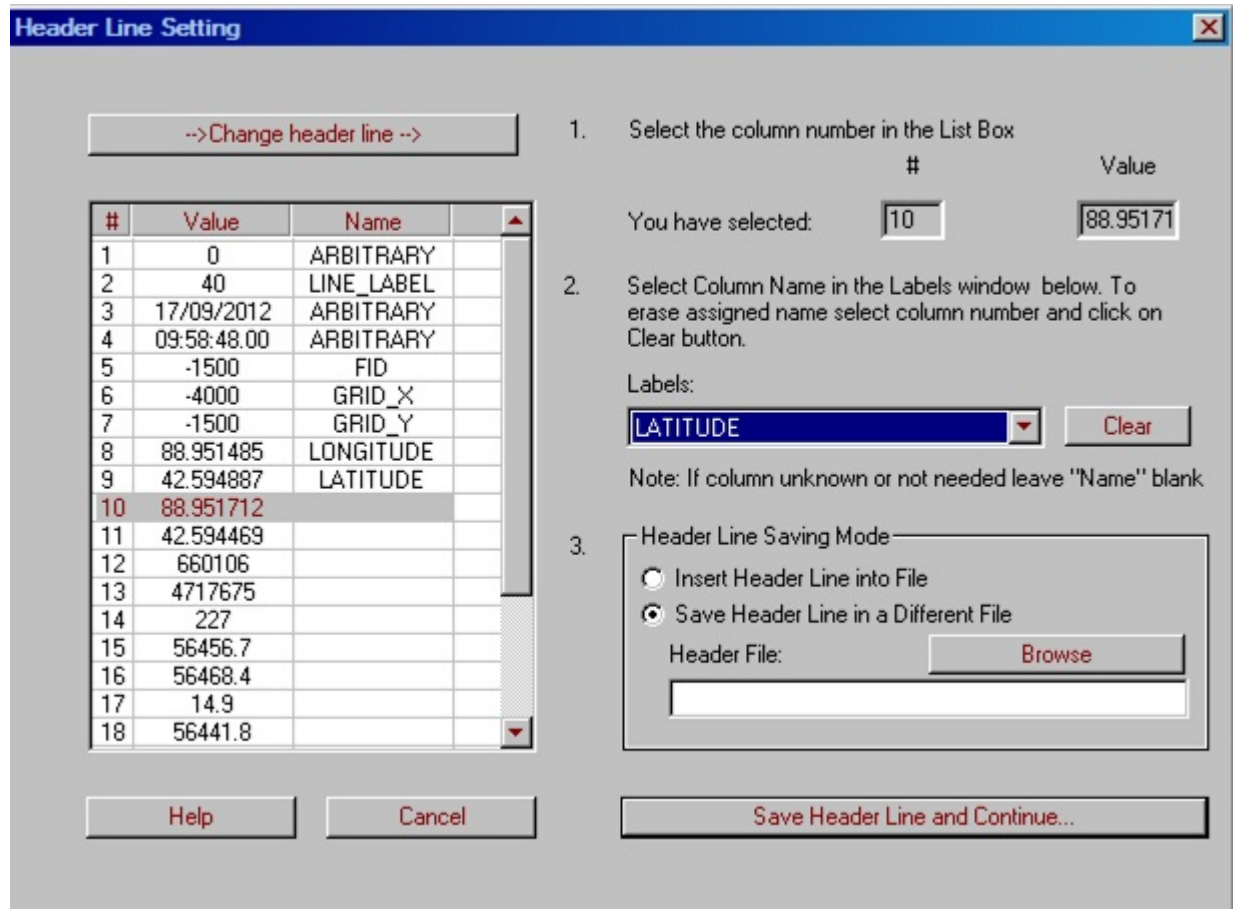 Header Line Setting
-->Change header line -->
# Value Name
1 0 ARBITRARY
2 40 LINE_LABEL
3 17/09/2012 ARBITRARY
4 09:58:48.00 ARBITRARY
5 -1500 FID
6 -4000 GRID_X
7 -1500 GRID_Y
8 88.951485 LONGITUDE
9 42.594887 LATITUDE
10 88.951712
11 42.594469
12 660106
13 4717675
14 227
15 56456.7
16 56468.4
17 14.9
18 56441.8
Help
Cancel
1. Select the column number in the List Box
# Value
You have selected: 10 88.95171
2. Select Column Name in the Labels window below. To
erase assigned name select column number and click on
Clear button.
Labels:
LATITUDE
Clear
Note: If column unknown or not needed leave "Name" blank
3. Header Line Saving Mode
Insert Header Line into File
Save Header Line in a Different File
Header File:
Browse
Save Header Line and Continue...